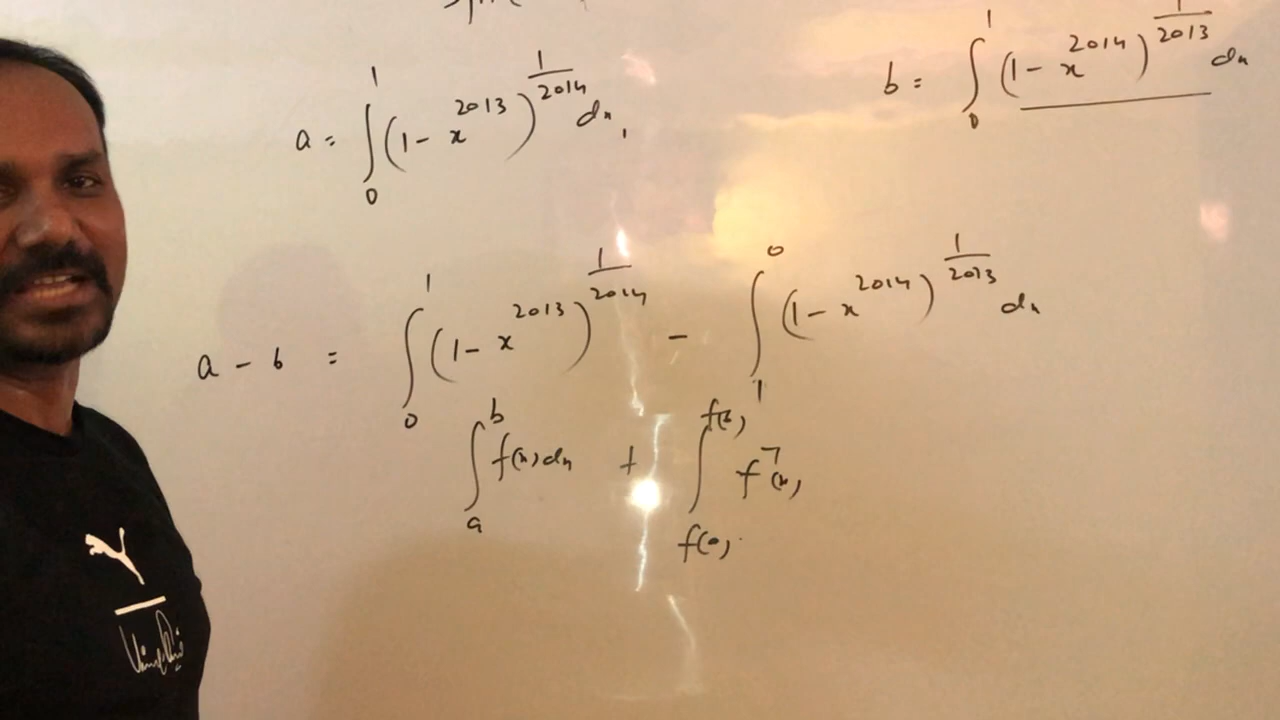 a = ∫₀¹ (1 - x^2013)^(1/2014) dx,
b = ∫₀¹ (1 - x^2014)^(1/2013) dx
a - b = ∫₀¹ (1 - x^2013)^(1/2014) - ∫₁⁰ (1 - x^2014)^(1/2013) dx
∫ₐᵇ f(x) dx + ∫_f(a)^f(b) f⁻¹(x)